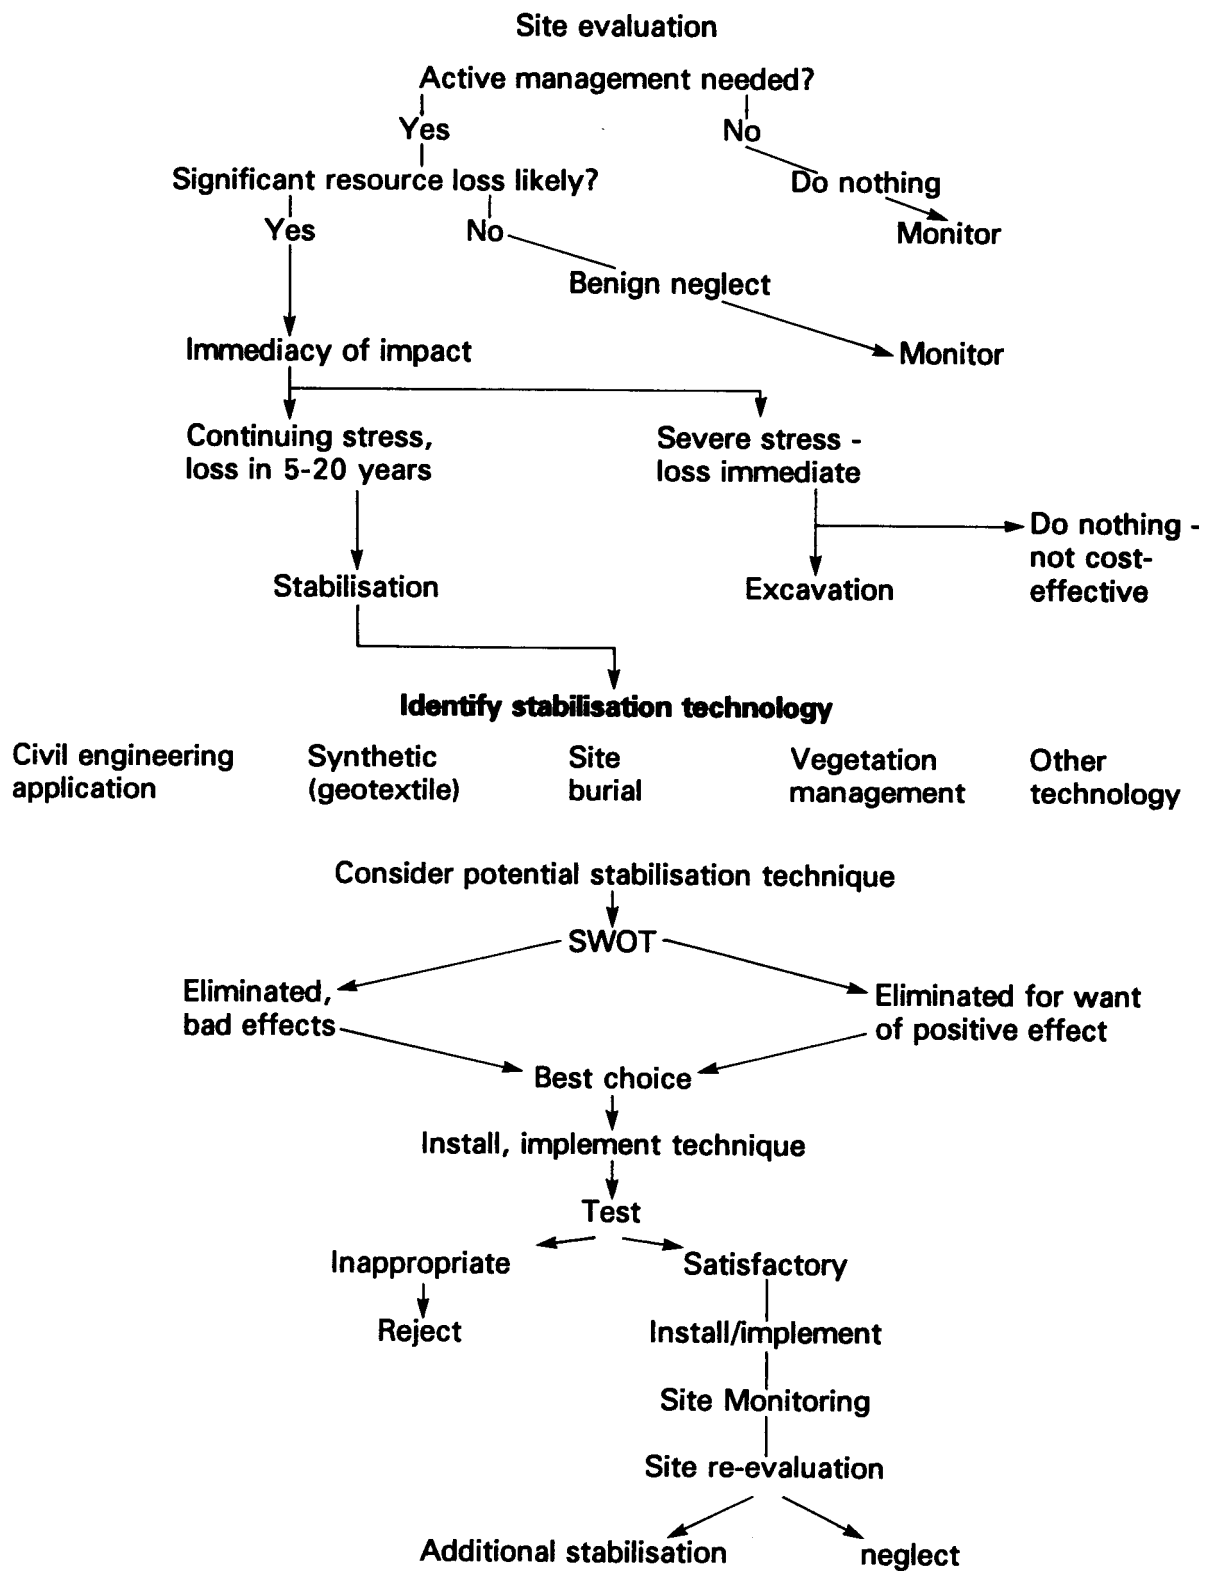 Site evaluation
Active management needed?
Yes
No
Significant resource loss likely?
Do nothing
Yes
No
Monitor
Benign neglect
Immediacy of impact
Monitor
Continuing stress,
loss in 5-20 years
Severe stress -
loss immediate
Do nothing -
not cost-
effective
Stabilisation
Excavation
Identify stabilisation technology
Civil engineering
application
Synthetic
(geotextile)
Site
burial
Vegetation
management
Other
technology
Consider potential stabilisation technique
SWOT
Eliminated,
bad effects
Eliminated for want
of positive effect
Best choice
Install, implement technique
Test
Inappropriate
Satisfactory
Reject
Install/implement
Site Monitoring
Site re-evaluation
Additional stabilisation
neglect